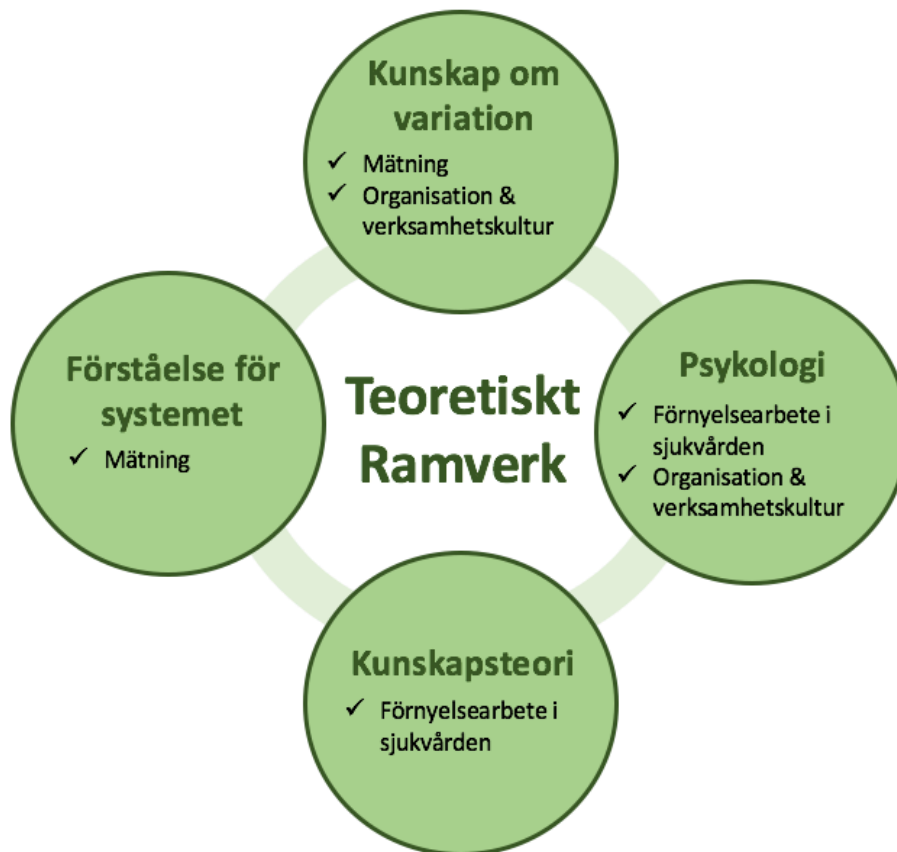 Kunskap om
variation
✓ Mätning
✓ Organisation &
verksamhetskultur
Förståelse för
systemet
✓ Mätning
Teoretiskt
Ramverk
Psykologi
✓ Förnyelsearbete i
sjukvården
✓ Organisation &
verksamhetskultur
Kunskapsteori
✓ Förnyelsearbete i
sjukvården